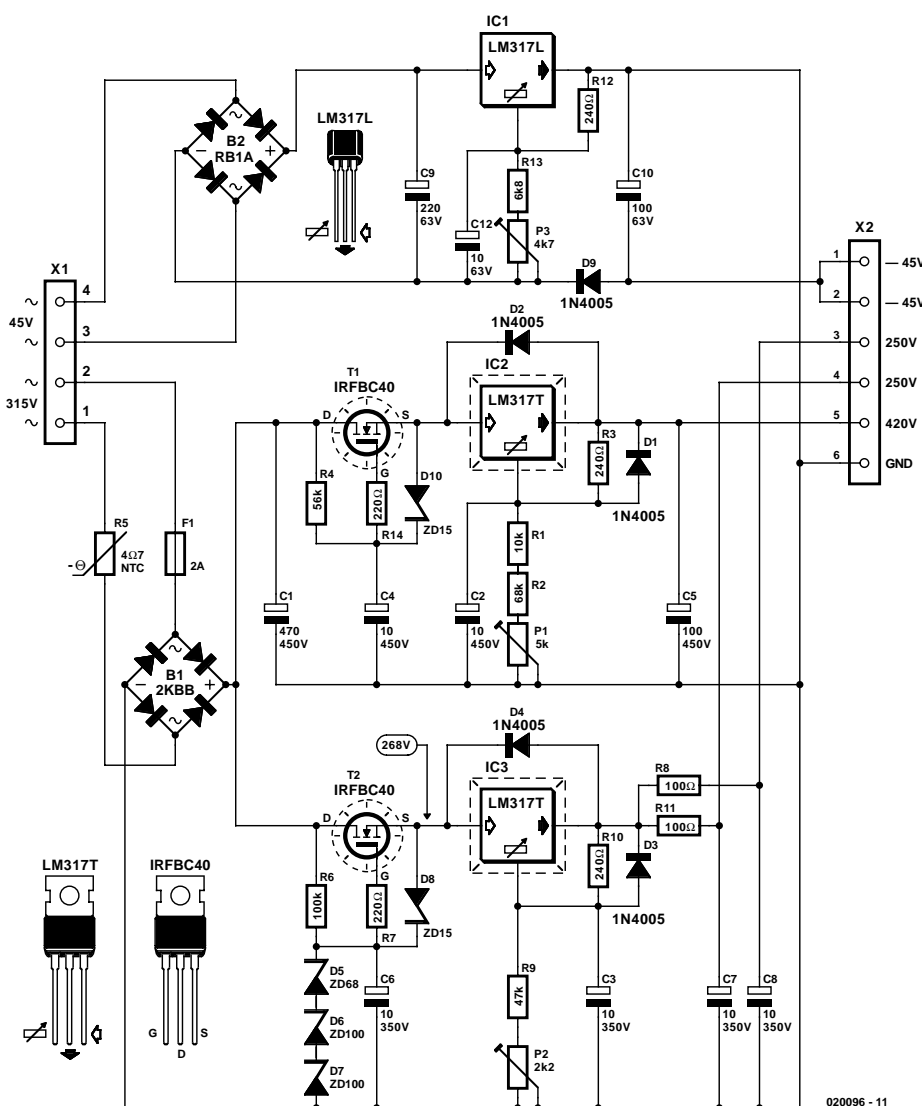 IC1
LM317L
R12
240Ω
LM317L
B2
RB1A
–
+
~
~
R13
6k8
P3
4k7
C9
220
63V
C12
10
63V
C10
100
63V
D9
1N4005
X2
1
— 45V
2
— 45V
3
250V
4
250V
5
420V
6
GND
X1
4
~
45V
3
~
2
~
315V
1
~
D2
1N4005
T1
IRFBC40
D
S
G
IC2
LM317T
R3
240Ω
D1
1N4005
R4
56k
220Ω
R14
D10
ZD15
R1
10k
R2
68k
P1
5k
R5
-Θ
4Ω7
NTC
F1
2A
C1
470
450V
C4
10
450V
C2
10
450V
C5
100
450V
B1
2KBB
–
+
~
~
D4
1N4005
268V
T2
IRFBC40
D
S
G
IC3
LM317T
R8
100Ω
R11
100Ω
R10
240Ω
D3
1N4005
R6
100k
220Ω
R7
D8
ZD15
LM317T
IRFBC40
G
D
S
D5
ZD68
D6
ZD100
D7
ZD100
C6
10
350V
R9
47k
P2
2k2
C3
10
350V
C7
10
350V
C8
10
350V
020096 - 11